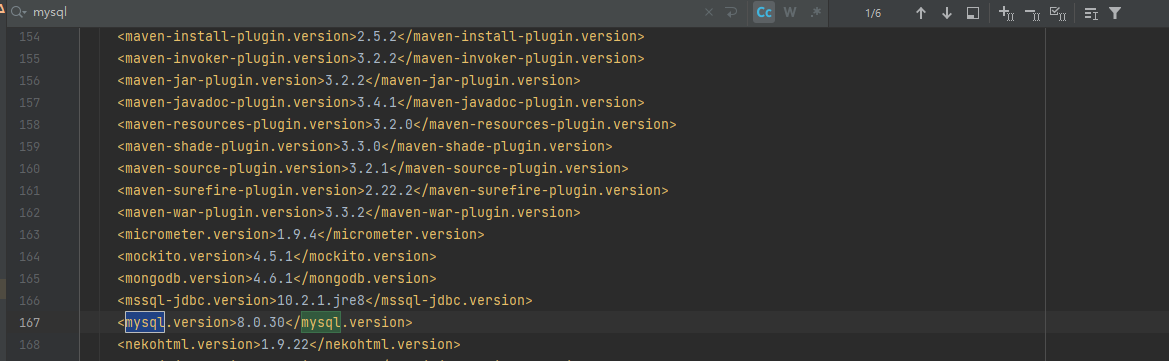 mysql
Cc W .* 1/6
154 <maven-install-plugin.version>2.5.2</maven-install-plugin.version>
155 <maven-invoker-plugin.version>3.2.2</maven-invoker-plugin.version>
156 <maven-jar-plugin.version>3.2.2</maven-jar-plugin.version>
157 <maven-javadoc-plugin.version>3.4.1</maven-javadoc-plugin.version>
158 <maven-resources-plugin.version>3.2.0</maven-resources-plugin.version>
159 <maven-shade-plugin.version>3.3.0</maven-shade-plugin.version>
160 <maven-source-plugin.version>3.2.1</maven-source-plugin.version>
161 <maven-surefire-plugin.version>2.22.2</maven-surefire-plugin.version>
162 <maven-war-plugin.version>3.3.2</maven-war-plugin.version>
163 <micrometer.version>1.9.4</micrometer.version>
164 <mockito.version>4.5.1</mockito.version>
165 <mongodb.version>4.6.1</mongodb.version>
166 <mssql-jdbc.version>10.2.1.jre8</mssql-jdbc.version>
167 <mysql.version>8.0.30</mysql.version>
168 <nekohtml.version>1.9.22</nekohtml.version>